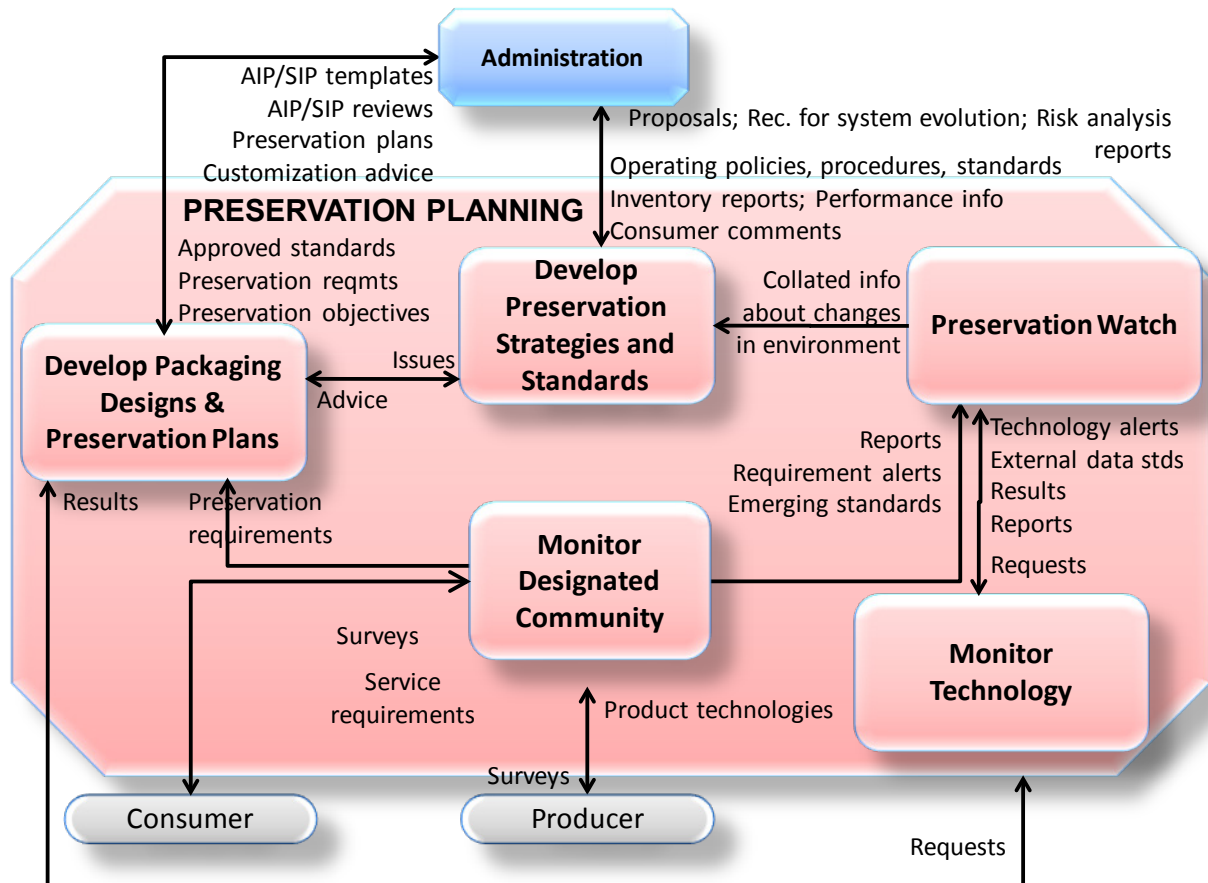 Administration
AIP/SIP templates
AIP/SIP reviews
Preservation plans
Customization advice
Proposals; Rec. for system evolution; Risk analysis
reports
Operating policies, procedures, standards
Inventory reports; Performance info
Consumer comments
PRESERVATION PLANNING
Approved standards
Preservation reqmts
Preservation objectives
Develop
Preservation
Strategies and
Standards
Collated info
about changes
in environment
Preservation Watch
Develop Packaging
Designs &
Preservation Plans
Issues
Advice
Reports
Requirement alerts
Emerging standards
Technology alerts
External data stds
Results
Reports
Requests
Results
Preservation
requirements
Monitor
Designated
Community
Monitor
Technology
Surveys
Service
requirements
Product technologies
Surveys
Consumer
Producer
Requests